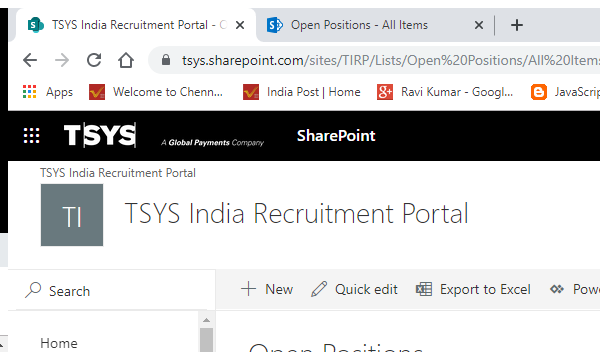 TSYS India Recruitment Portal - C
Open Positions - All Items
tsys.sharepoint.com/sites/TIRP/Lists/Open%20Positions/All%20Items
Apps
Welcome to Chenn...
India Post | Home
Ravi Kumar - Googl...
JavaScrip
TSYS
A Global Payments Company
SharePoint
TSYS India Recruitment Portal
TI
TSYS India Recruitment Portal
Search
New
Quick edit
Export to Excel
Pow
Home
Open Positions